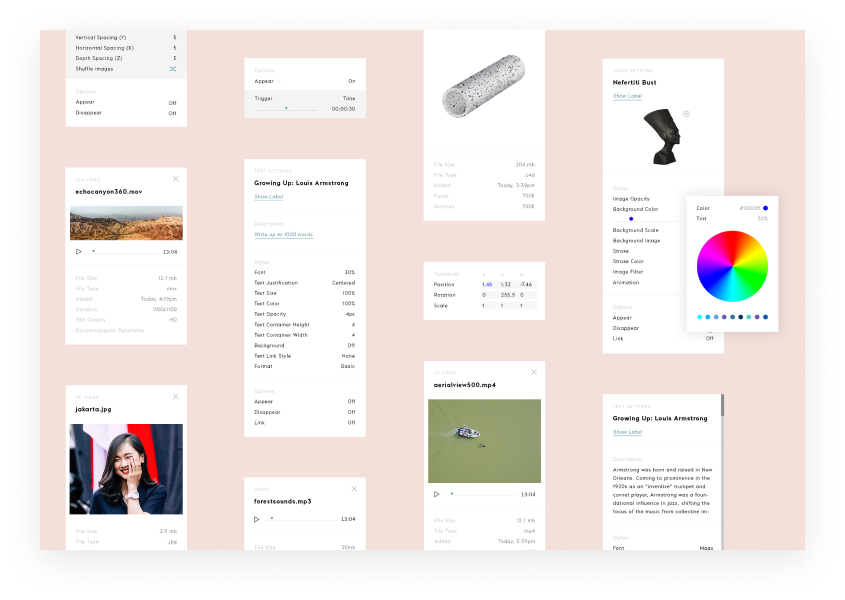 Vertical Spacing (Y) 5
Horizontal Spacing (X) 5
Depth Spacing (Z) 5
Shuffle images
Options
Appear Off
Disappear Off
360 VIDEO
echocanyon360.mov
13:04
File Size 12.1 mb
File Type mov
Added Today, 4:19pm
Duration 1100x1100
360 Quality HD
Equirectangular Panorama
2D IMAGE
jakarta.jpg
File Size 2.9 mb
File Type .jpg
Options
Appear On
Trigger Time
00:00:30
TEXT SETTINGS
Growing Up: Louis Armstrong
Show Label
Description
Write up to 1000 words
Styles
Font 30%
Text Justification Centered
Text Size 100%
Text Color 100%
Text Opacity 4px
Text Container Height 4
Text Container Width 4
Background Off
Text Link Style None
Format Basic
Options
Appear Off
Disappear Off
Link Off
AUDIO
forestsounds.mp3
13:04
File Size 30mb
File Size 204.mb
File Type .c4d
Added Today, 3:39pm
Faces 700K
Vertices 700K
Transform x y z
Position 1.45 1.32 -7.46
Rotation 0 255.5 0
Scale 1 1 1
2D VIDEO
aerialview500.mp4
13:04
File Size 12.1 mb
File Type .mp4
Added Today, 3:39pm
IMAGE SETTINGS
Nefertiti Bust
Show Label
Styles
Image Opacity
Background Color
Background Scale
Background Image
Stroke
Stroke Color
Image Filter
Animation
Options
Appear
Disappear
Link Off
Color #0000ff
Tint 30%
TEXT SETTINGS
Growing Up: Louis Armstrong
Show Label
Description
Armstrong was born and raised in New
Orleans. Coming to prominence in the
1920s as an "inventive" trumpet and
cornet player, Armstrong was a foun-
dational influence in jazz, shifting the
focus of the music from collective im-
Styles
Font Maax